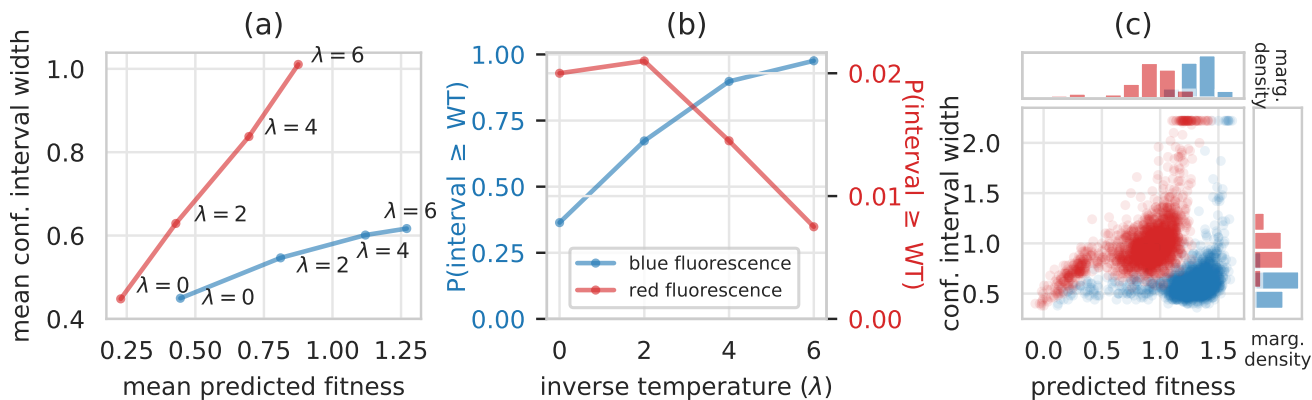 (a)
mean conf. interval width
1.0
0.8
0.6
0.4
λ = 6
λ = 4
λ = 2
λ = 0
λ = 6
λ = 4
λ = 2
λ = 0
0.25 0.50 0.75 1.00 1.25
mean predicted fitness
(b)
P(interval ≥ WT)
1.00
0.75
0.50
0.25
0.00
blue fluorescence
red fluorescence
0 2 4 6
inverse temperature (λ)
0.02
0.01
0.00
P(interval ≥ WT)
(c)
marg.
density
conf. interval width
2.0
1.5
1.0
0.5
0.0 0.5 1.0 1.5
predicted fitness
marg.
density